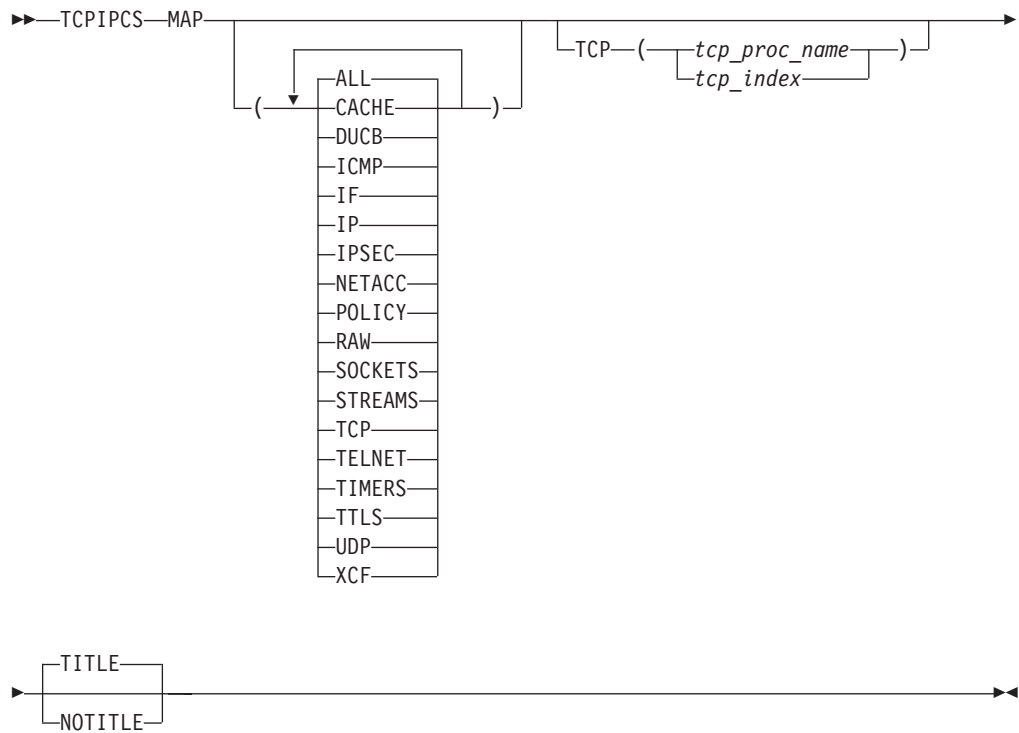 TCPIPCS MAP
TCP ( tcp_proc_name )
tcp_index
ALL
( CACHE )
DUCB
ICMP
IF
IP
IPSEC
NETACC
POLICY
RAW
SOCKETS
STREAMS
TCP
TELNET
TIMERS
TTLS
UDP
XCF
TITLE
NOTITLE